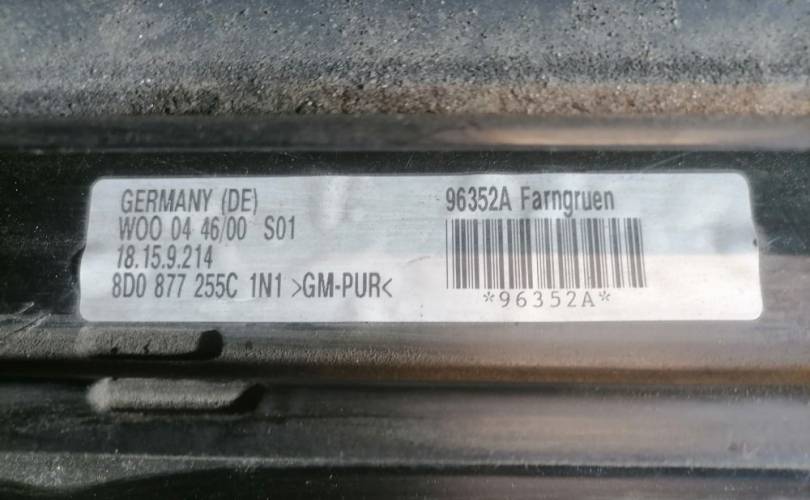 GERMANY (DE)
WOO 04 46/00 S01
18.15.9.214
8D0 877 255C 1N1 >GM-PUR<
96352A Farngruen
*96352A*